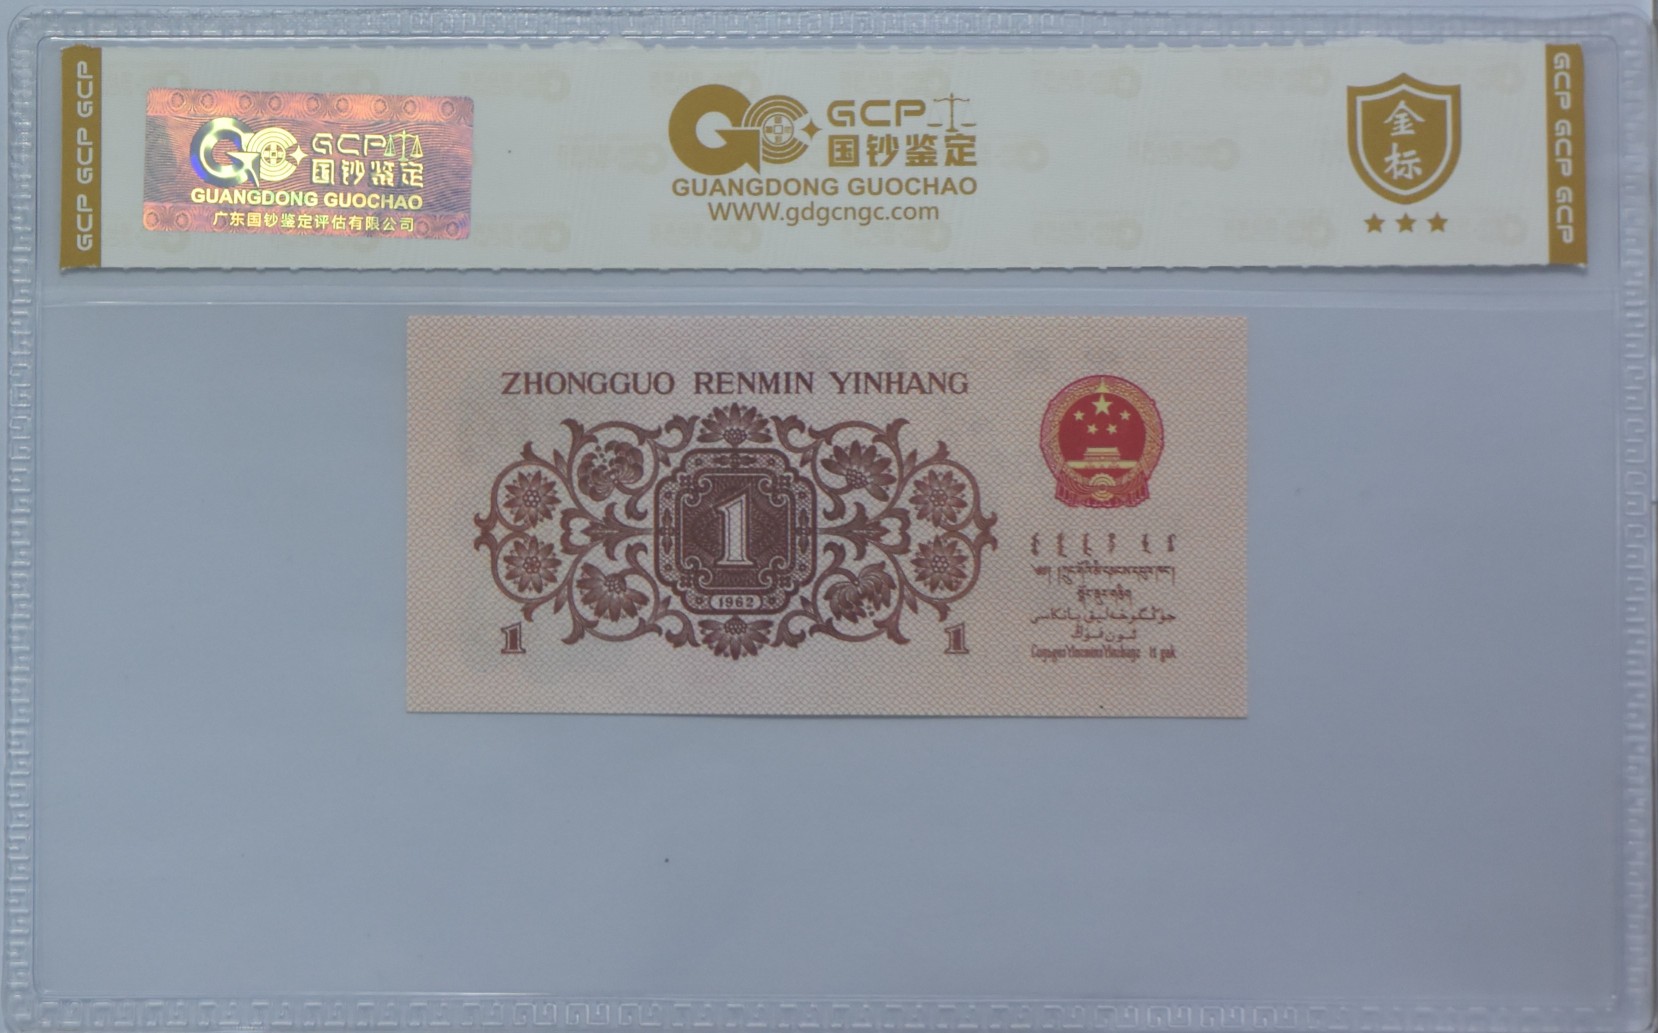 GCP GCP GCP
GCP
国钞鉴定
GUANGDONG GUOCHAO
广东国钞鉴定评估有限公司
GCP
国钞鉴定
GUANGDONG GUOCHAO
WWW.gdgcngc.com
金
标
GCP GCP GCP
ZHONGGUO RENMIN YINHANG
1
1962
1
1